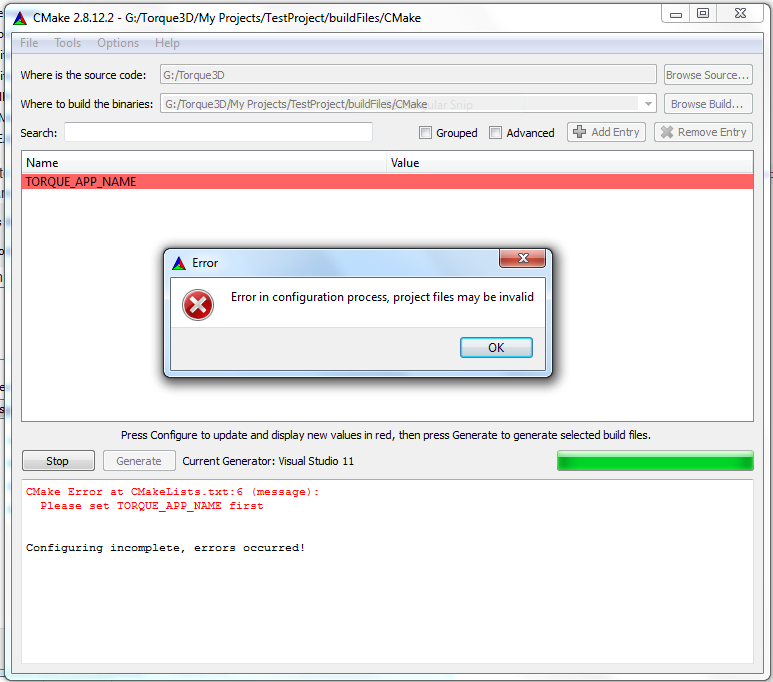 CMake 2.8.12.2 - G:/Torque3D/My Projects/TestProject/buildFiles/CMake
File Tools Options Help
Where is the source code: G:/Torque3D Browse Source...
Where to build the binaries: G:/Torque3D/My Projects/TestProject/buildFiles/CMake Browse Build...
Search: Grouped Advanced Add Entry Remove Entry
Name Value
TORQUE_APP_NAME
Error
Error in configuration process, project files may be invalid
OK
Press Configure to update and display new values in red, then press Generate to generate selected build files.
Stop Generate Current Generator: Visual Studio 11
CMake Error at CMakeLists.txt:6 (message):
Please set TORQUE_APP_NAME first
Configuring incomplete, errors occurred!